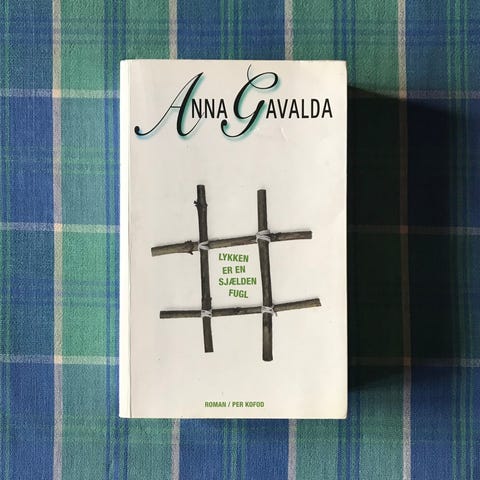 ANNA GAVALDA
LYKKEN
ER EN
SJÆLDEN
FUGL
ROMAN / PER KOFOD